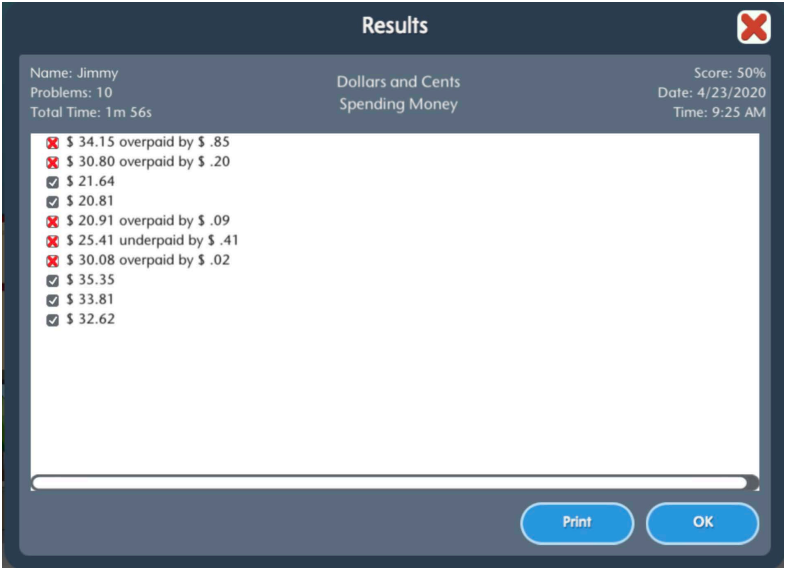 Results
Name: Jimmy
Problems: 10
Total Time: 1m 56s
Dollars and Cents
Spending Money
Score: 50%
Date: 4/23/2020
Time: 9:25 AM
$ 34.15 overpaid by $ .85
$ 30.80 overpaid by $ .20
$ 21.64
$ 20.81
$ 20.91 overpaid by $ .09
$ 25.41 underpaid by $ .41
$ 30.08 overpaid by $ .02
$ 35.35
$ 33.81
$ 32.62
Print
OK